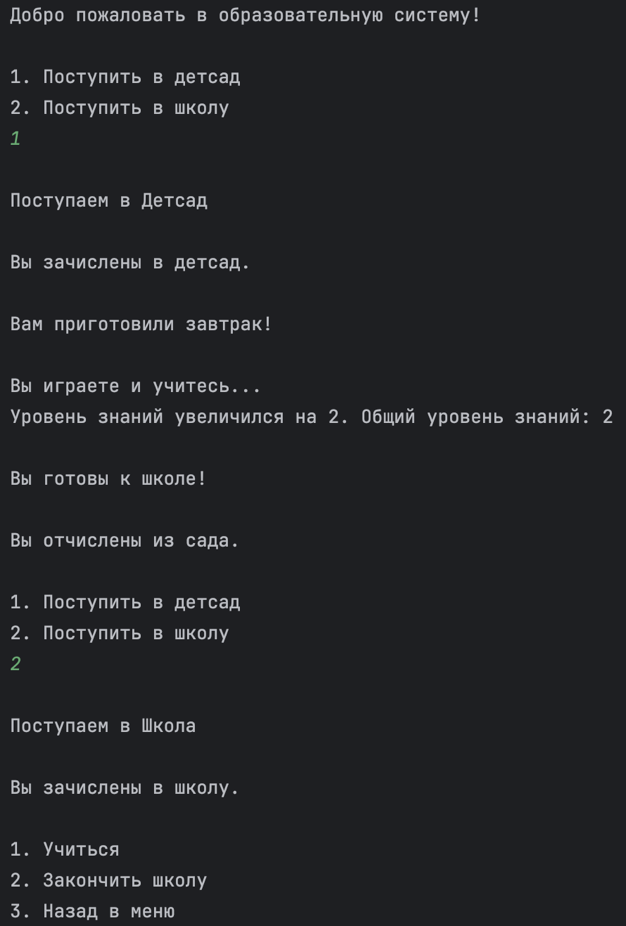 Добро пожаловать в образовательную систему!
1. Поступить в детсад
2. Поступить в школу
1
Поступаем в Детсад
Вы зачислены в детсад.
Вам приготовили завтрак!
Вы играете и учитесь...
Уровень знаний увеличился на 2. Общий уровень знаний: 2
Вы готовы к школе!
Вы отчислены из сада.
1. Поступить в детсад
2. Поступить в школу
2
Поступаем в Школа
Вы зачислены в школу.
1. Учиться
2. Закончить школу
3. Назад в меню